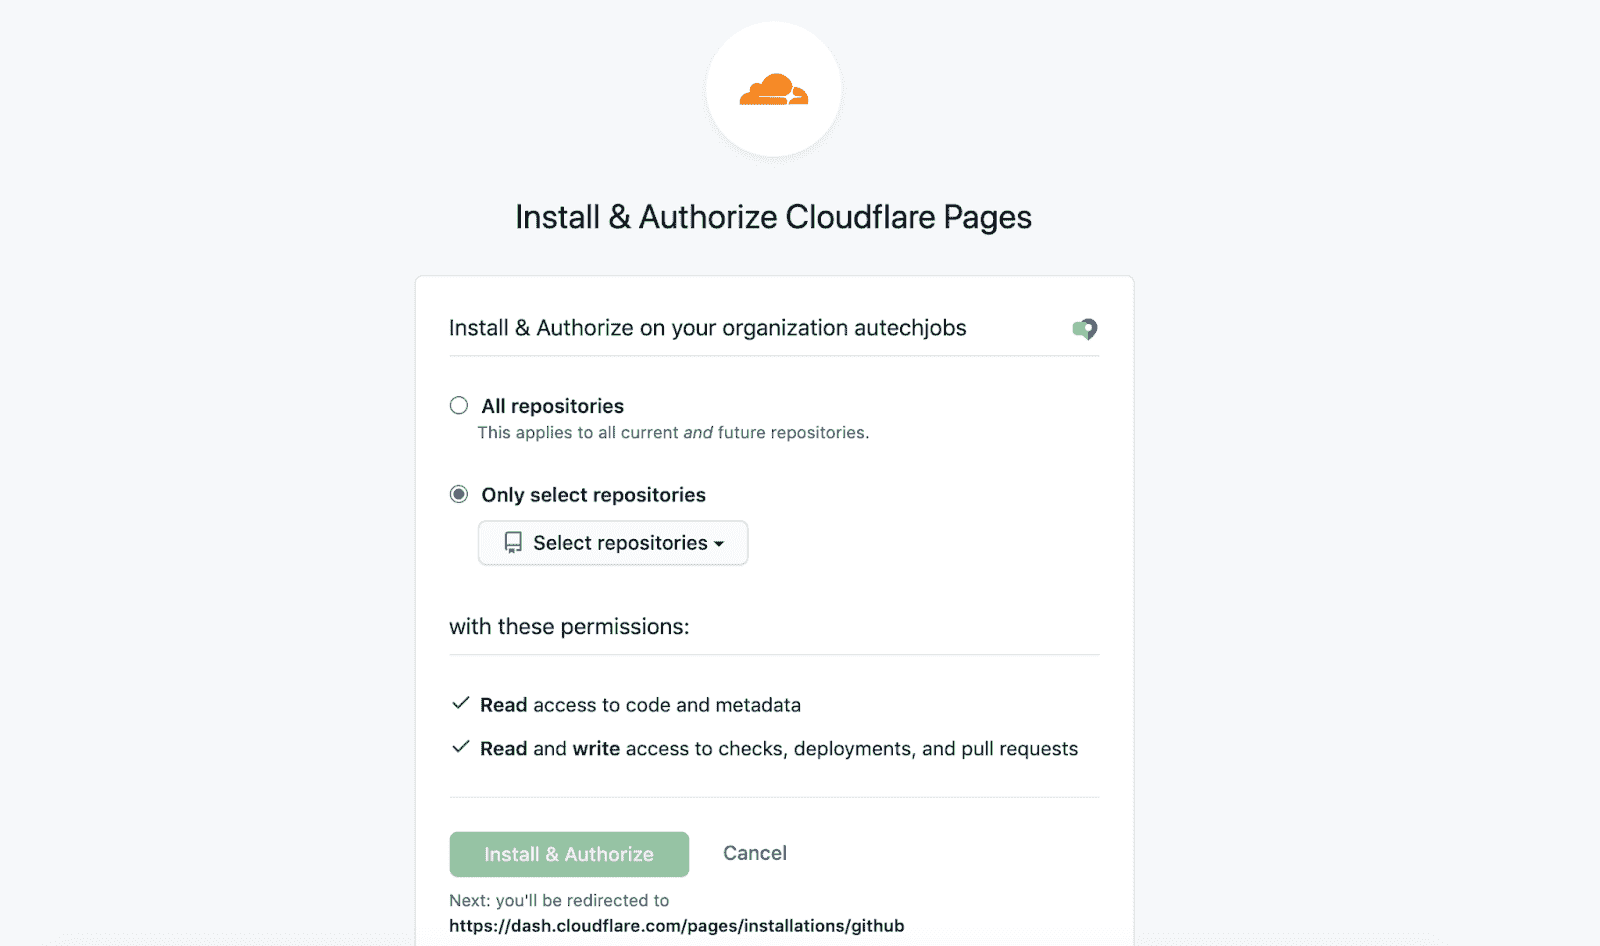 Install & Authorize Cloudflare Pages
Install & Authorize on your organization autechjobs
All repositories
This applies to all current and future repositories.
Only select repositories
Select repositories
with these permissions:
Read access to code and metadata
Read and write access to checks, deployments, and pull requests
Install & Authorize
Cancel
Next: you'll be redirected to
https://dash.cloudflare.com/pages/installations/github